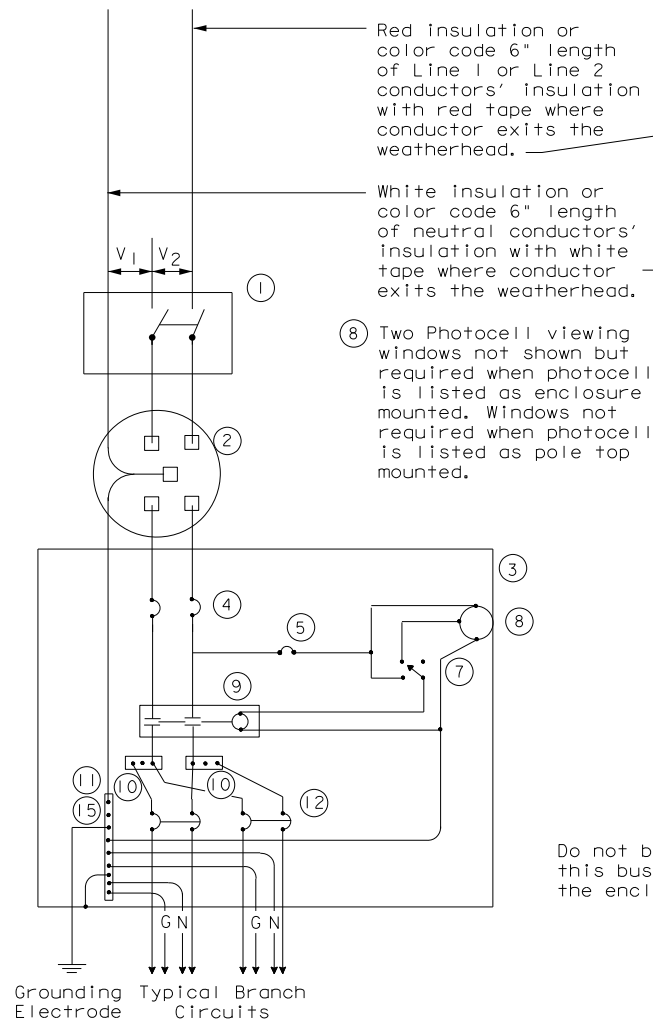 Red insulation or
color code 6" length
of Line 1 or Line 2
conductors' insulation
with red tape where
conductor exits the
weatherhead.
White insulation or
color code 6" length
of neutral conductors'
insulation with white
tape where conductor
exits the weatherhead.
V1 V2
1
8 Two Photocell viewing
windows not shown but
required when photocell
is listed as enclosure
mounted. Windows not
required when photocell
is listed as pole top
mounted.
2
3
4
5
8
7
9
11 10 10
15 12
Do not b
this bus
the encl
G N G N
Grounding
Electrode
Typical Branch
Circuits